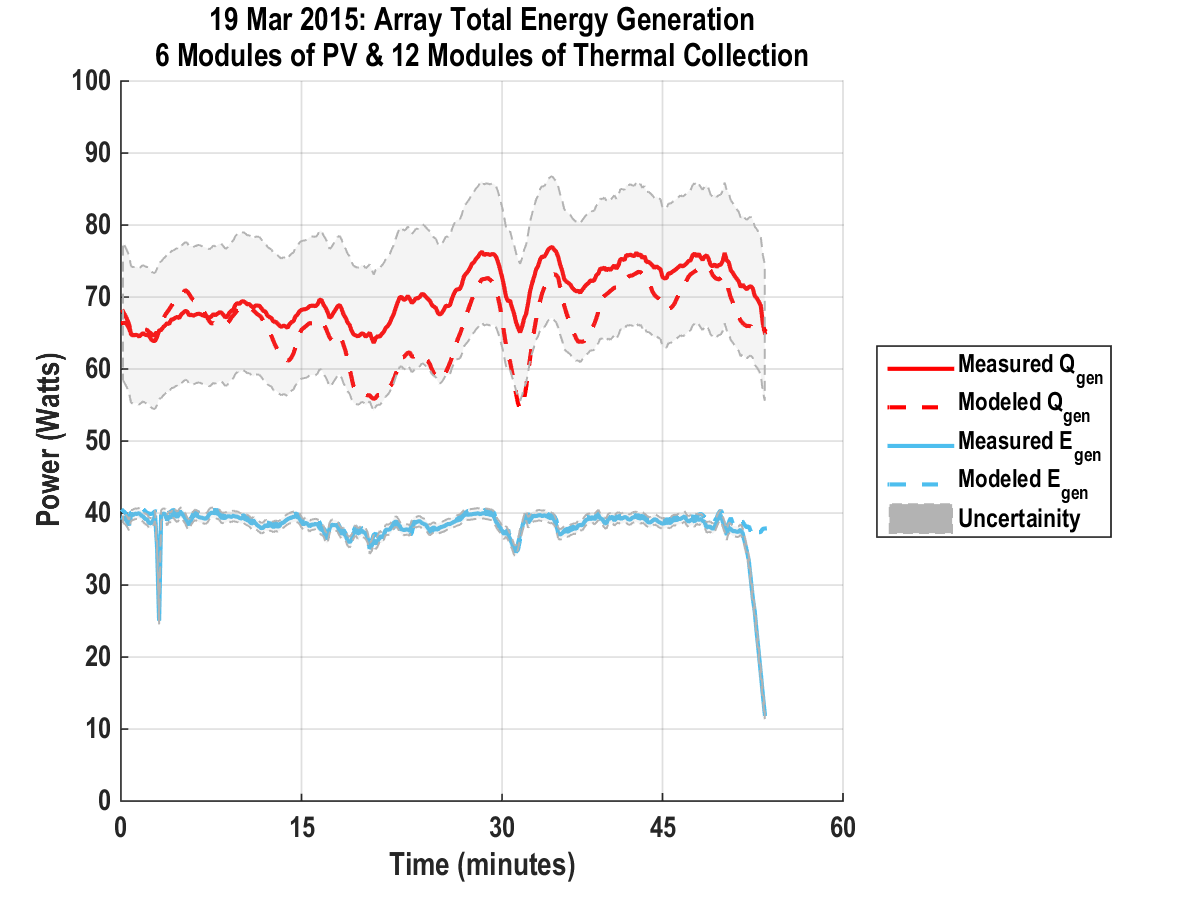 19 Mar 2015: Array Total Energy Generation
6 Modules of PV & 12 Modules of Thermal Collection
100
90
80
70
60
50
40
30
20
10
0
Power (Watts)
0 15 30 45 60
Time (minutes)
Measured Qgen
Modeled Qgen
Measured Egen
Modeled Egen
Uncertainity